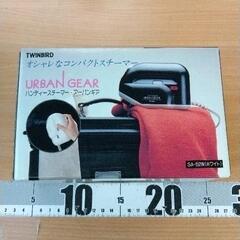 TWINBIRD
オシャレなコンパクトスチーマー
URBAN GEAR
ハンディースチーマー・アーバンギア
SA-92W(ホワイト)
10 20 3